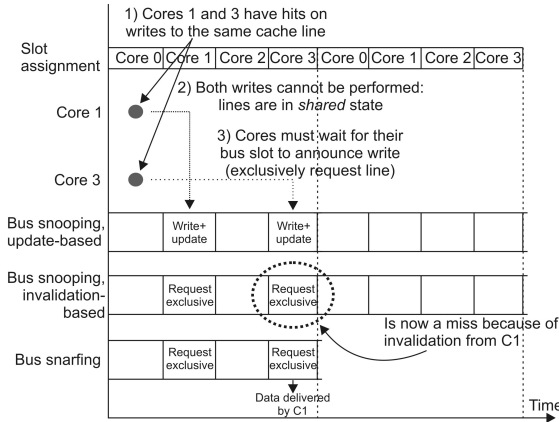 1) Cores 1 and 3 have hits on
writes to the same cache line
Slot
assignment
Core 0 Core 1 Core 2 Core 3 Core 0 Core 1 Core 2 Core 3
2) Both writes cannot be performed:
lines are in shared state
Core 1
3) Cores must wait for their
bus slot to announce write
(exclusively request line)
Core 3
Bus snooping,
update-based
Write+
update
Write+
update
Bus snooping,
invalidation-
based
Request
exclusive
Request
exclusive
Is now a miss because of
invalidation from C1
Bus snarfing
Request
exclusive
Request
exclusive
Data delivered
by C1
Time